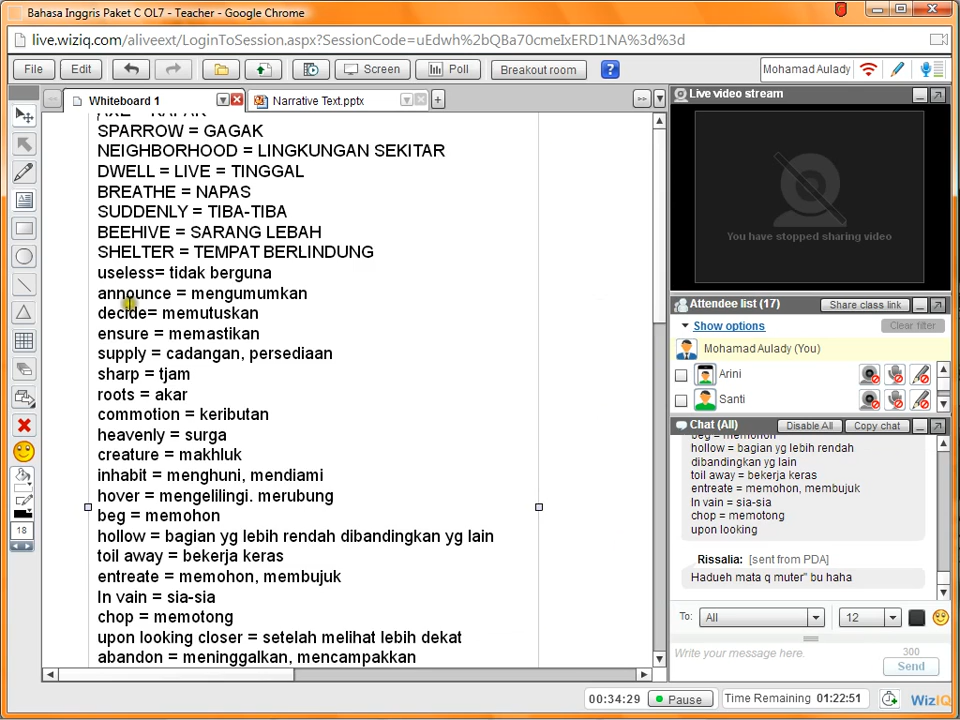 Bahasa Inggris Paket C OL7 - Teacher - Google Chrome
live.wiziq.com/aliveext/LoginToSession.aspx?SessionCode=uEdwh%2bQBa70cmeIxERD1NA%3d%3d
File Edit Screen Poll Breakout room ? Mohamad Aulady
Whiteboard 1 Narrative Text.pptx
SPARROW = GAGAK
NEIGHBORHOOD = LINGKUNGAN SEKITAR
DWELL = LIVE = TINGGAL
BREATHE = NAPAS
SUDDENLY = TIBA-TIBA
BEEHIVE = SARANG LEBAH
SHELTER = TEMPAT BERLINDUNG
useless= tidak berguna
announce = mengumumkan
decide= memutuskan
ensure = memastikan
supply = cadangan, persediaan
sharp = tjam
roots = akar
commotion = keributan
heavenly = surga
creature = makhluk
inhabit = menghuni, mendiami
hover = mengelilingi. merubung
beg = memohon
hollow = bagian yg lebih rendah dibandingkan yg lain
toil away = bekerja keras
entreate = memohon, membujuk
In vain = sia-sia
chop = memotong
upon looking closer = setelah melihat lebih dekat
abandon = meninggalkan, mencampakkan
18
Live video stream
You have stopped sharing video
Attendee list (17) Share class link
Show options Clear filter
Mohamad Aulady (You)
Arini
Santi
Chat (All) Disable All Copy chat
beg = memohon
hollow = bagian yg lebih rendah
dibandingkan yg lain
toil away = bekerja keras
entreate = memohon, membujuk
In vain = sia-sia
chop = memotong
upon looking
Rissalia: [sent from PDA]
Hadueh mata q muter" bu haha
To: All 12
Write your message here. 300
Send
00:34:29 Pause Time Remaining 01:22:51 WizIQ